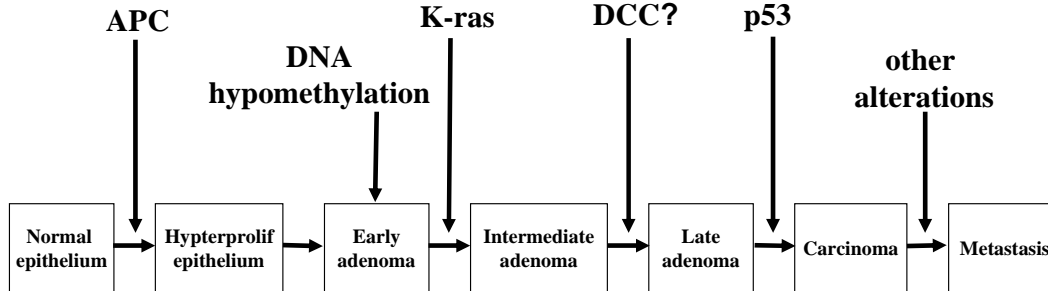 APC
K-ras
DCC?
p53
DNA
hypomethylation
other
alterations
Normal
epithelium
Hypterprolif
epithelium
Early
adenoma
Intermediate
adenoma
Late
adenoma
Carcinoma
Metastasis